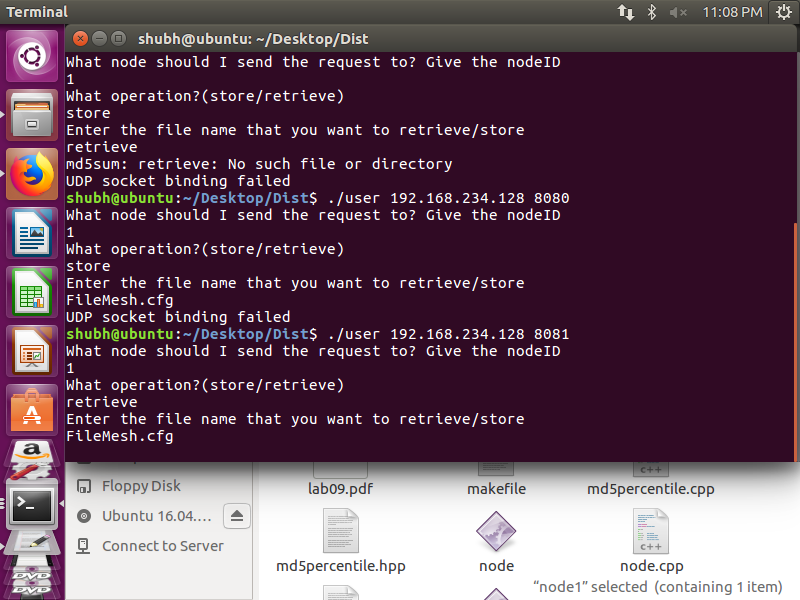 Terminal
11:08 PM
shubh@ubuntu: ~/Desktop/Dist
What node should I send the request to? Give the nodeID
1
What operation?(store/retrieve)
store
Enter the file name that you want to retrieve/store
retrieve
md5sum: retrieve: No such file or directory
UDP socket binding failed
shubh@ubuntu:~/Desktop/Dist$ ./user 192.168.234.128 8080
What node should I send the request to? Give the nodeID
1
What operation?(store/retrieve)
store
Enter the file name that you want to retrieve/store
FileMesh.cfg
UDP socket binding failed
shubh@ubuntu:~/Desktop/Dist$ ./user 192.168.234.128 8081
What node should I send the request to? Give the nodeID
1
What operation?(store/retrieve)
retrieve
Enter the file name that you want to retrieve/store
FileMesh.cfg
Floppy Disk
Ubuntu 16.04....
Connect to Server
lab09.pdf
makefile
md5percentile.cpp
md5percentile.hpp
node
node.cpp
"node1" selected (containing 1 item)